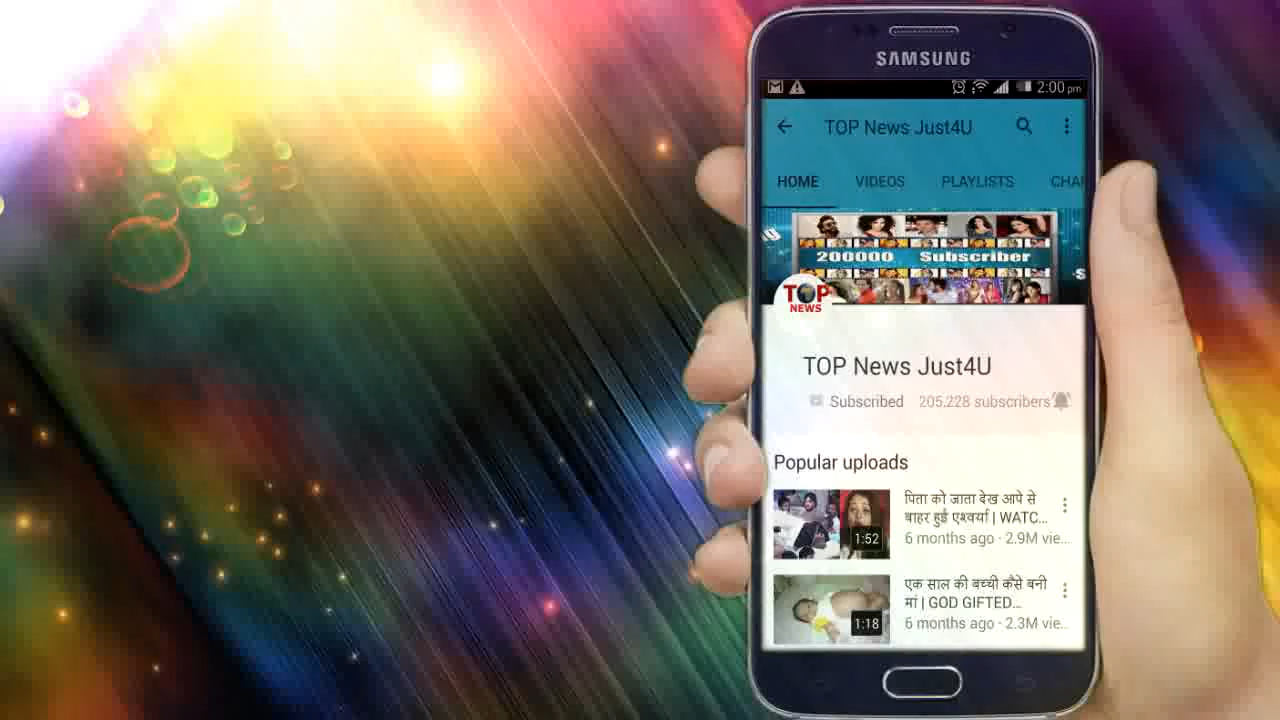 SAMSUNG
2:00 pm
TOP News Just4U
HOME VIDEOS PLAYLISTS CHA
200000 Subscriber
TOP
NEWS
TOP News Just4U
Subscribed 205,228 subscribers
Popular uploads
पिता को जाता देख आपे से
बाहर हुई एश्वर्या | WATC...
1:52
6 months ago · 2.9M vie...
एक साल की बच्ची कैसे बनी
मां | GOD GIFTED...
1:18
6 months ago · 2.3M vie...